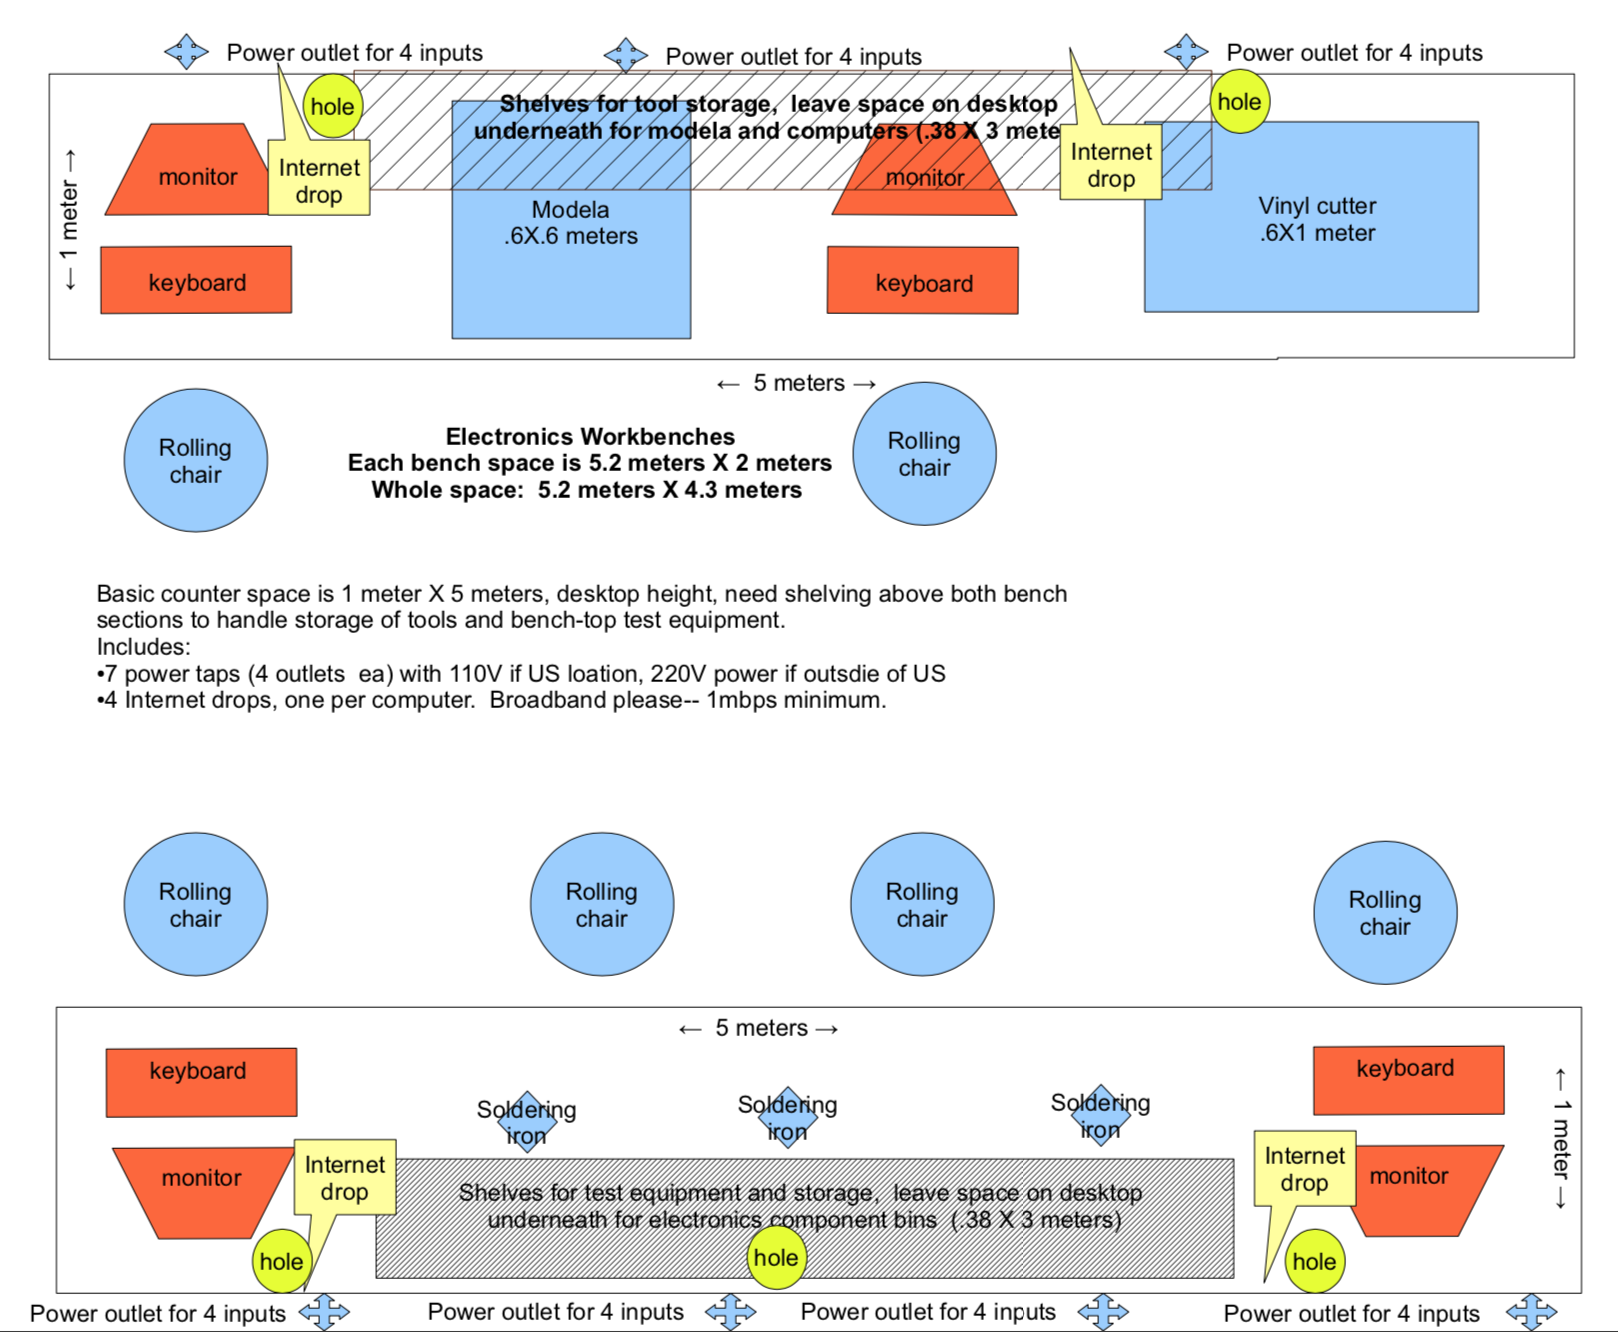 Power outlet for 4 inputs
Power outlet for 4 inputs
Power outlet for 4 inputs
hole
hole
Shelves for tool storage,  leave space on desktop
underneath for modela and computers (.38 X 3 mete
Internet
drop
Internet
drop
monitor
monitor
← 1 meter →
Modela
.6X.6 meters
Vinyl cutter
.6X1 meter
keyboard
keyboard
← 5 meters →
Rolling
chair
Rolling
chair
Electronics Workbenches
Each bench space is 5.2 meters X 2 meters
Whole space:  5.2 meters X 4.3 meters
Basic counter space is 1 meter X 5 meters, desktop height, need shelving above both bench
sections to handle storage of tools and bench-top test equipment.
Includes:
•7 power taps (4 outlets  ea) with 110V if US loation, 220V power if outsdie of US
•4 Internet drops, one per computer.  Broadband please-- 1mbps minimum.
Rolling
chair
Rolling
chair
Rolling
chair
Rolling
chair
← 5 meters →
keyboard
keyboard
← 1 meter →
Soldering
iron
Soldering
iron
Soldering
iron
monitor
Internet
drop
Internet
drop
monitor
Shelves for test equipment and storage,  leave space on desktop
underneath for electronics component bins  (.38 X 3 meters)
hole
hole
hole
Power outlet for 4 inputs
Power outlet for 4 inputs
Power outlet for 4 inputs
Power outlet for 4 inputs